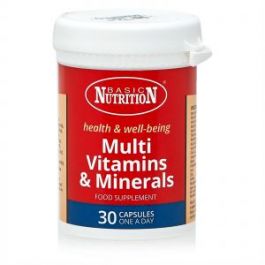 BASIC
NUTRITION
health & well-being
Multi
Vitamins
& Minerals
FOOD SUPPLEMENT
30 CAPSULES
ONE A DAY